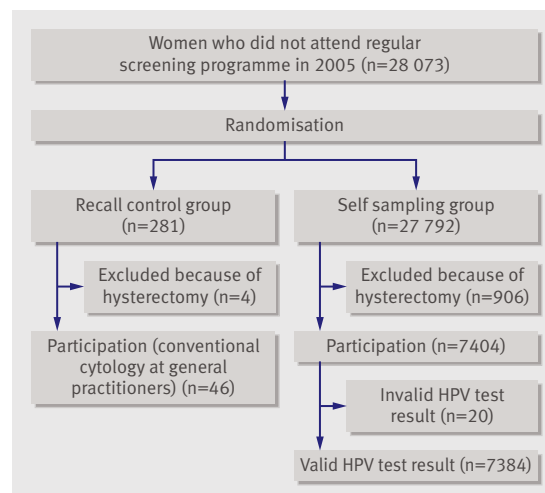 Women who did not attend regular
screening programme in 2005 (n=28 073)
Randomisation
Recall control group
(n=281)
Self sampling group
(n=27 792)
Excluded because of
hysterectomy (n=4)
Excluded because of
hysterectomy (n=906)
Participation (conventional
cytology at general
practitioners) (n=46)
Participation (n=7404)
Invalid HPV test
result (n=20)
Valid HPV test result (n=7384)